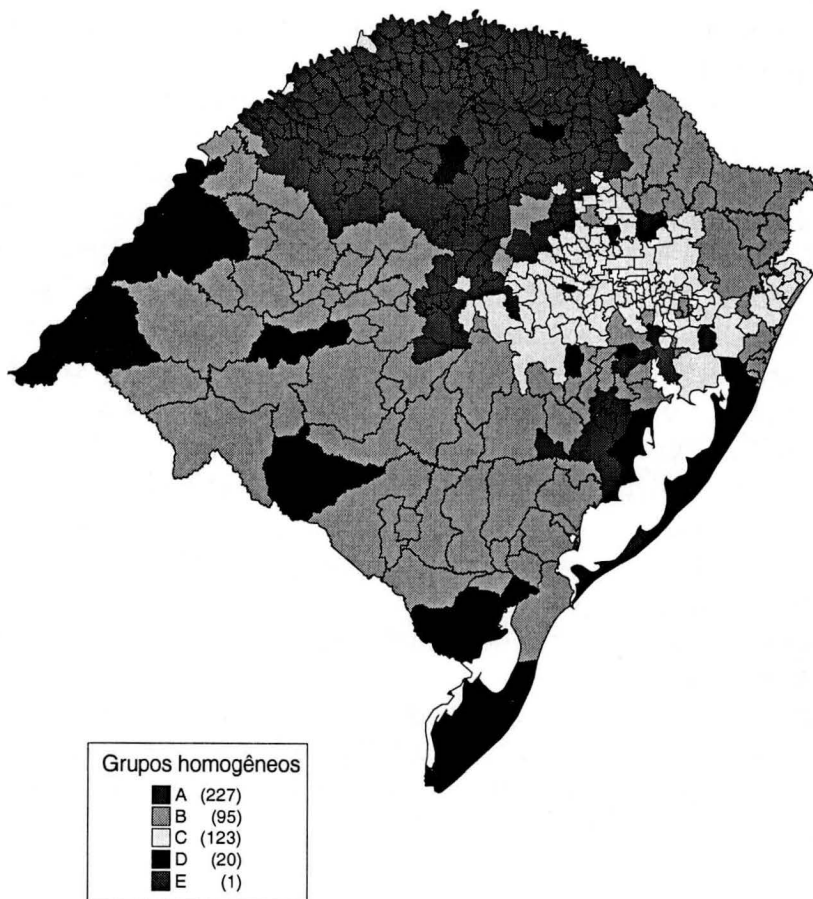 Grupos homogêneos
A (227)
B (95)
C (123)
D (20)
E (1)